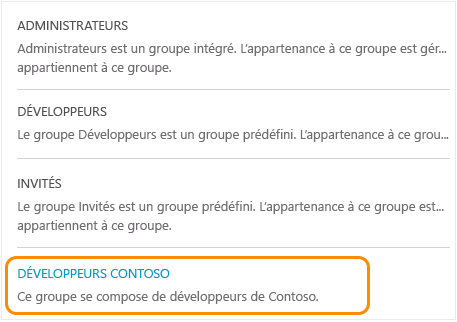 ADMINISTRATEURS
Administrateurs est un groupe intégré. L’appartenance à ce groupe est gér...
appartiennent à ce groupe.
DÉVELOPPEURS
Le groupe Développeurs est un groupe prédéfini. L’appartenance à ce grou...
INVITÉS
Le groupe Invités est un groupe prédéfini. L’appartenance à ce groupe est...
appartiennent à ce groupe.
DÉVELOPPEURS CONTOSO
Ce groupe se compose de développeurs de Contoso.